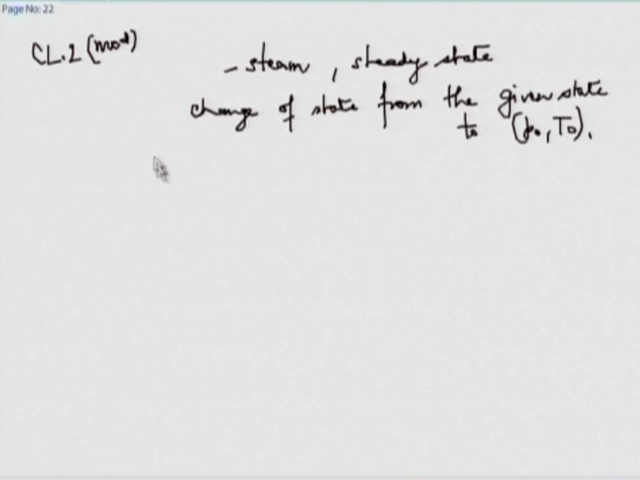 Page No: 22
CL.2 (mod)
- steam, steady state
change of state from the given state
to (p₀, T₀).